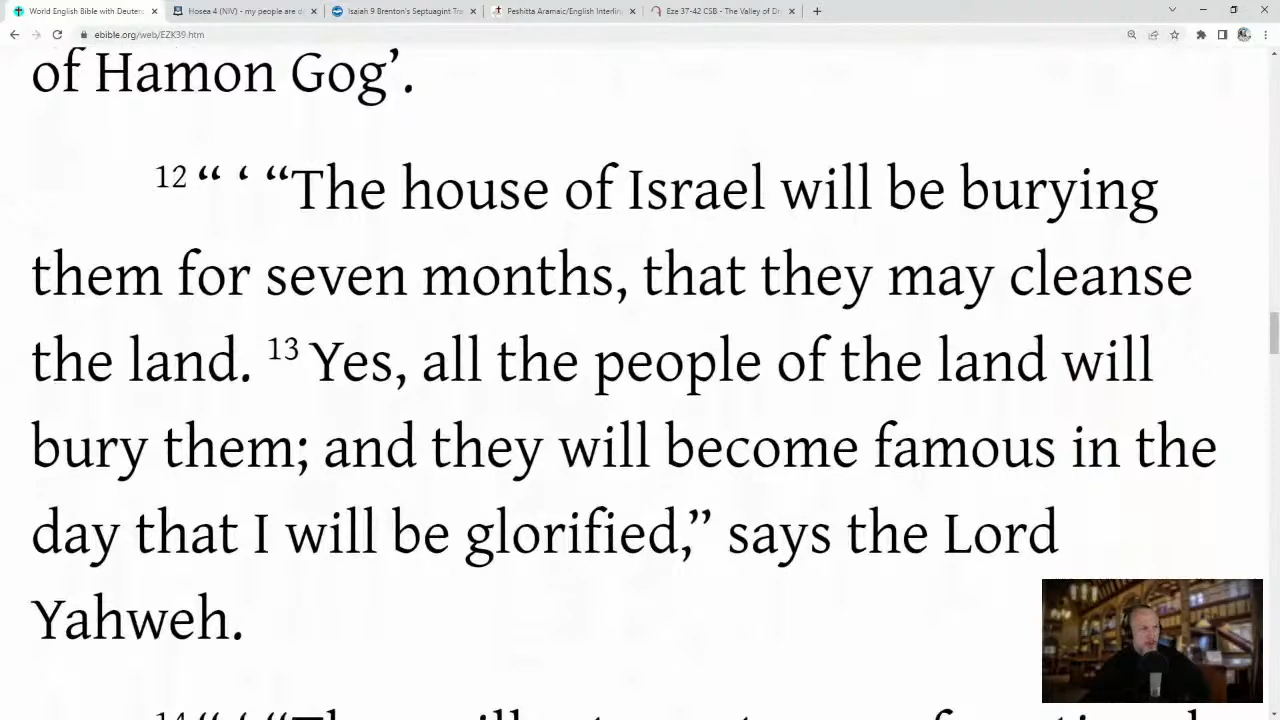 World English Bible with Deuter
Hosea 4 (NIV) - my people are de
Isaiah 9 Brenton's Septuagint Tra
Peshitta Aramaic/English Interlin
Eze 37-42 CSB - The Valley of Dr
ebible.org/web/EZK39.htm
of Hamon Gog’.
12 “ ‘ “The house of Israel will be burying
them for seven months, that they may cleanse
the land. 13 Yes, all the people of the land will
bury them; and they will become famous in the
day that I will be glorified,” says the Lord
Yahweh.